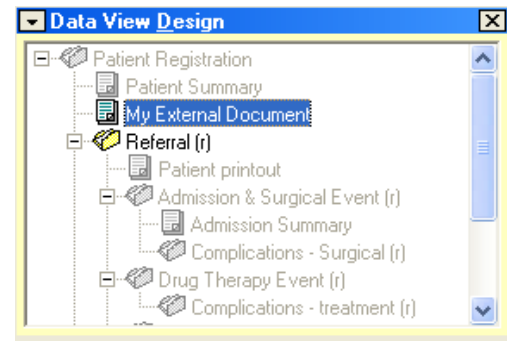 Data View Design
Patient Registration
Patient Summary
My External Document
Referral (r)
Patient printout
Admission & Surgical Event (r)
Admission Summary
Complications - Surgical (r)
Drug Therapy Event (r)
Complications - treatment (r)